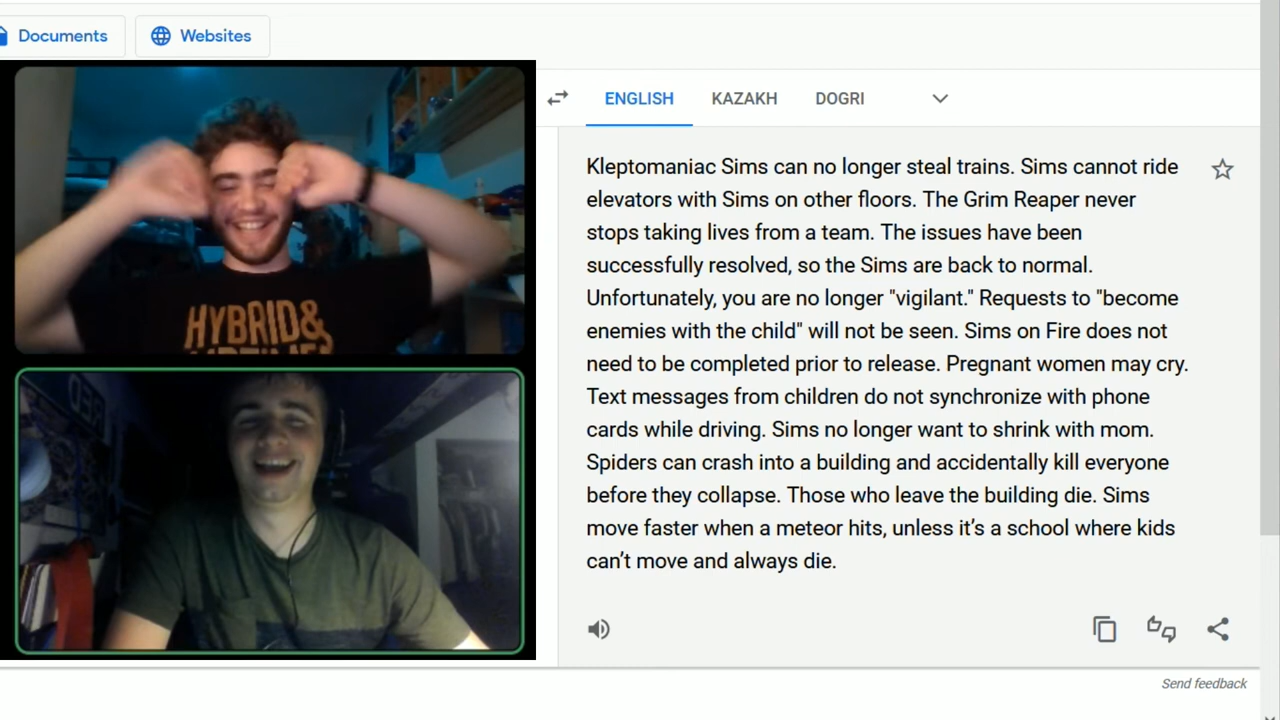 Documents
Websites
ENGLISH
KAZAKH
DOGRI
HYBRID&
Kleptomaniac Sims can no longer steal trains. Sims cannot ride
elevators with Sims on other floors. The Grim Reaper never
stops taking lives from a team. The issues have been
successfully resolved, so the Sims are back to normal.
Unfortunately, you are no longer "vigilant." Requests to "become
enemies with the child" will not be seen. Sims on Fire does not
need to be completed prior to release. Pregnant women may cry.
Text messages from children do not synchronize with phone
cards while driving. Sims no longer want to shrink with mom.
Spiders can crash into a building and accidentally kill everyone
before they collapse. Those who leave the building die. Sims
move faster when a meteor hits, unless it’s a school where kids
can’t move and always die.
Send feedback